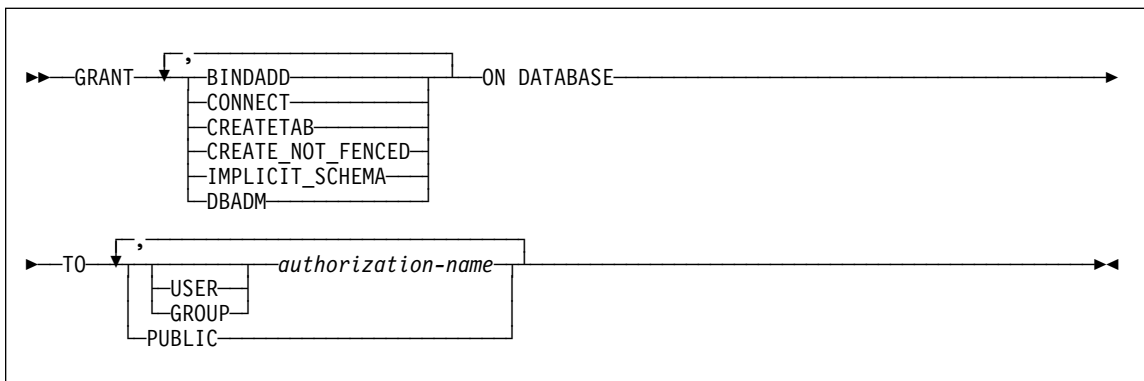 ,
GRANT BINDADD ON DATABASE
CONNECT
CREATETAB
CREATE_NOT_FENCED
IMPLICIT_SCHEMA
DBADM
,
TO authorization-name
USER
GROUP
PUBLIC